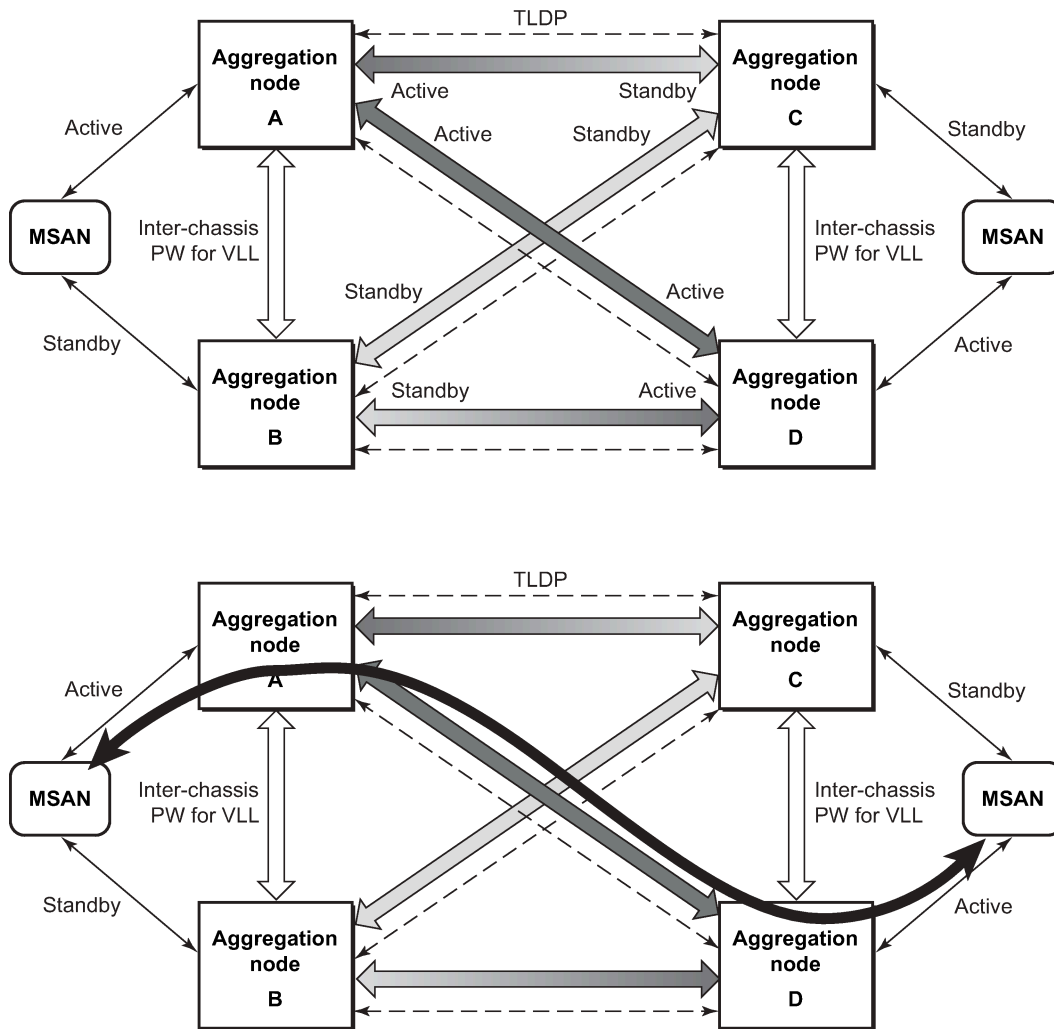 TLDP
Aggregation
node
A
Aggregation
node
C
Active
Standby
Active
Standby
Active
Standby
MSAN
Inter-chassis
PW for VLL
Inter-chassis
PW for VLL
MSAN
Standby
Active
Standby
Active
Aggregation
node
B
Standby
Active
Aggregation
node
D
TLDP
Aggregation
node
A
Aggregation
node
C
Active
Standby
MSAN
Inter-chassis
PW for VLL
Inter-chassis
PW for VLL
MSAN
Standby
Active
Aggregation
node
B
Aggregation
node
D